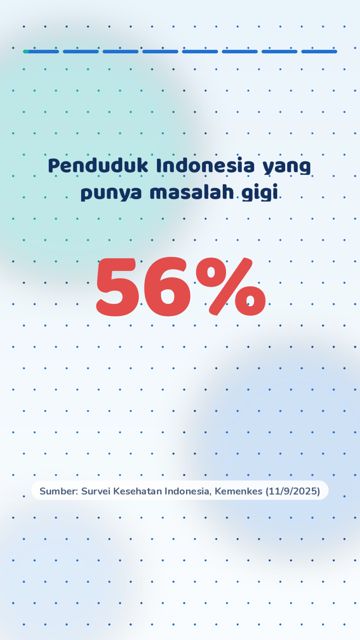 Penduduk Indonesia yang
punya masalah gigi
56%
Sumber: Survei Kesehatan Indonesia, Kemenkes (11/9/2025)